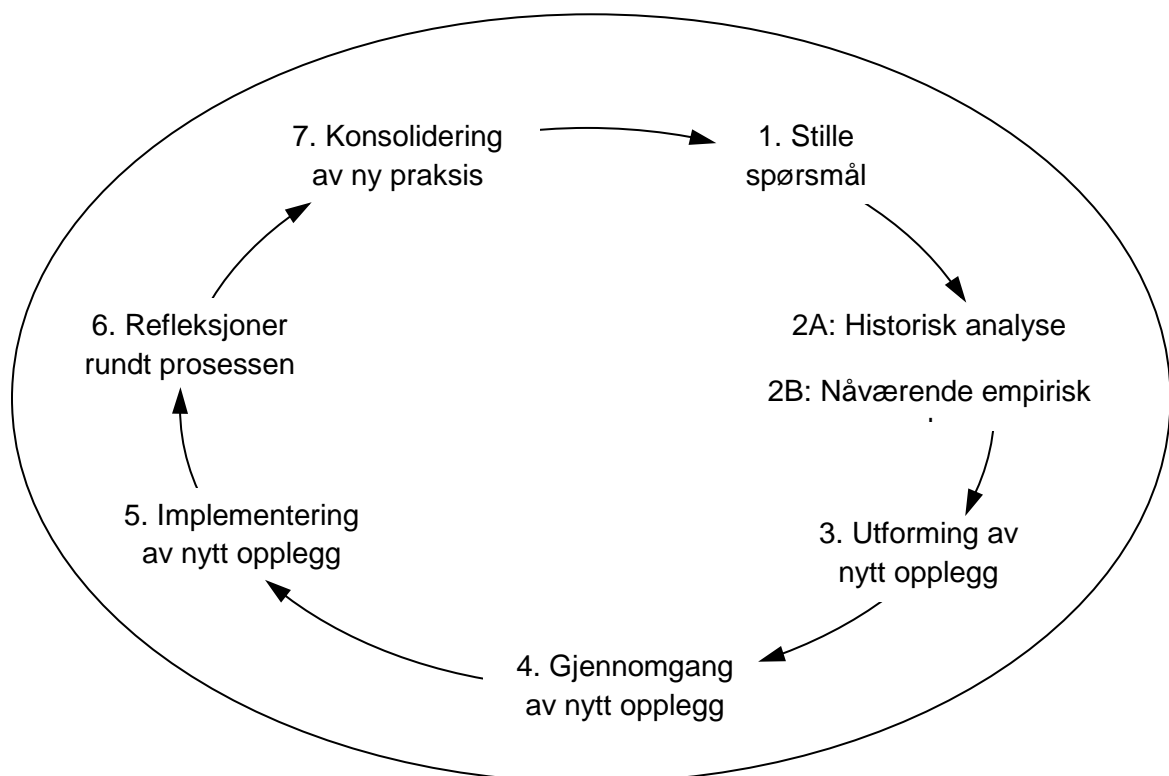 7. Konsolidering
av ny praksis
1. Stille
spørsmål
2A: Historisk analyse
2B: Nåværende empirisk
3. Utforming av
nytt opplegg
4. Gjennomgang
av nytt opplegg
5. Implementering
av nytt opplegg
6. Refleksjoner
rundt prosessen